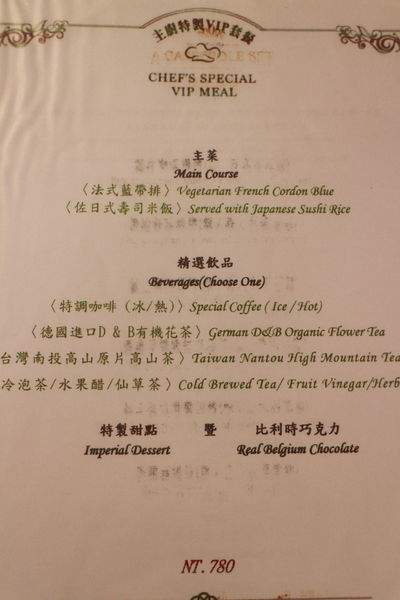 主廚特製VIP套餐
CHEF'S SPECIAL
VIP MEAL
主菜
Main Course
〈法式藍帶排〉Vegetarian French Cordon Blue
〈佐日式壽司米飯〉Served with Japanese Sushi Rice
精選飲品
Beverages(Choose One)
〈特調咖啡（冰/熱）〉Special Coffee ( Ice / Hot)
〈德國進口D & B有機花茶〉German D&B Organic Flower Tea
台灣南投高山原片高山茶〉Taiwan Nantou High Mountain Tea
冷泡茶/水果醋/仙草茶〉Cold Brewed Tea/ Fruit Vinegar/Herb
特製甜點 暨 比利時巧克力
Imperial Dessert Real Belgium Chocolate
NT. 780